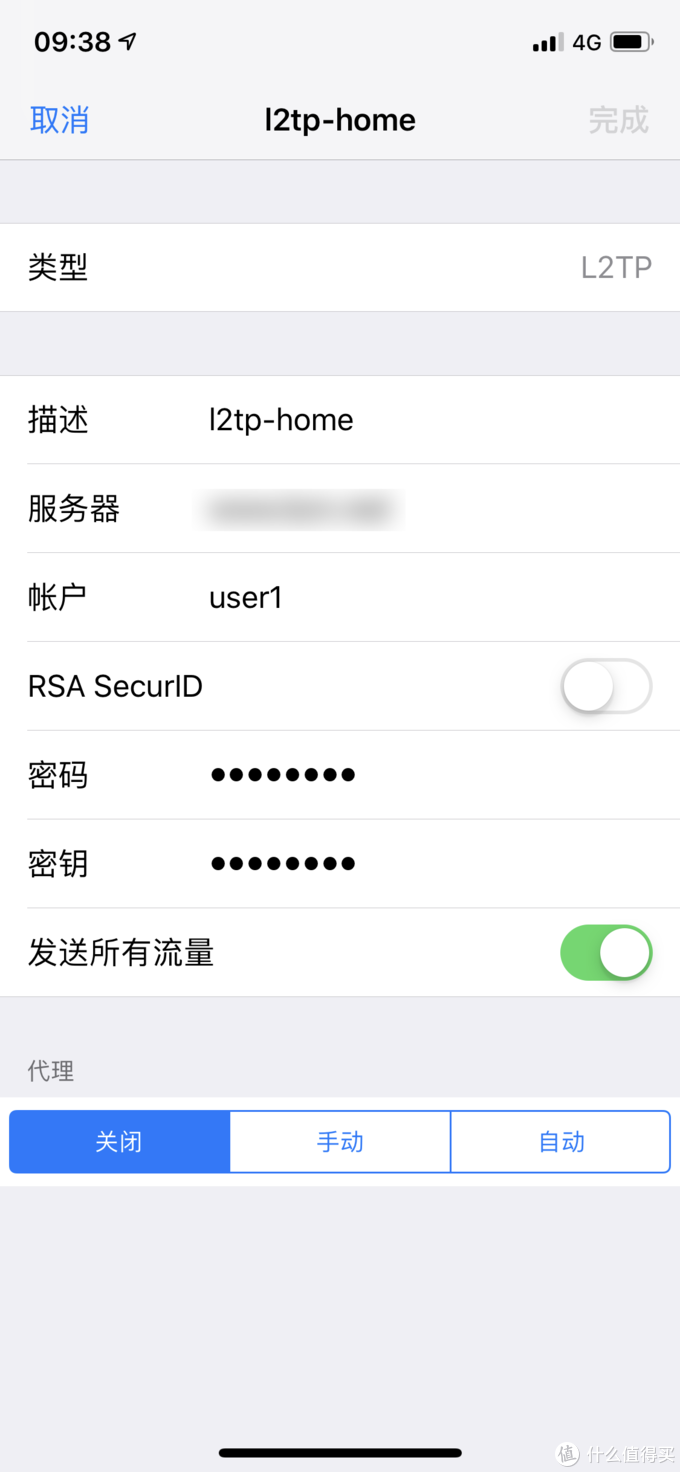 09:38 4G
取消 l2tp-home 完成
类型 L2TP
描述 l2tp-home
服务器
帐户 user1
RSA SecurID
密码 ●●●●●●●●
密钥 ●●●●●●●●
发送所有流量
代理
关闭 手动 自动
值 什么值得买